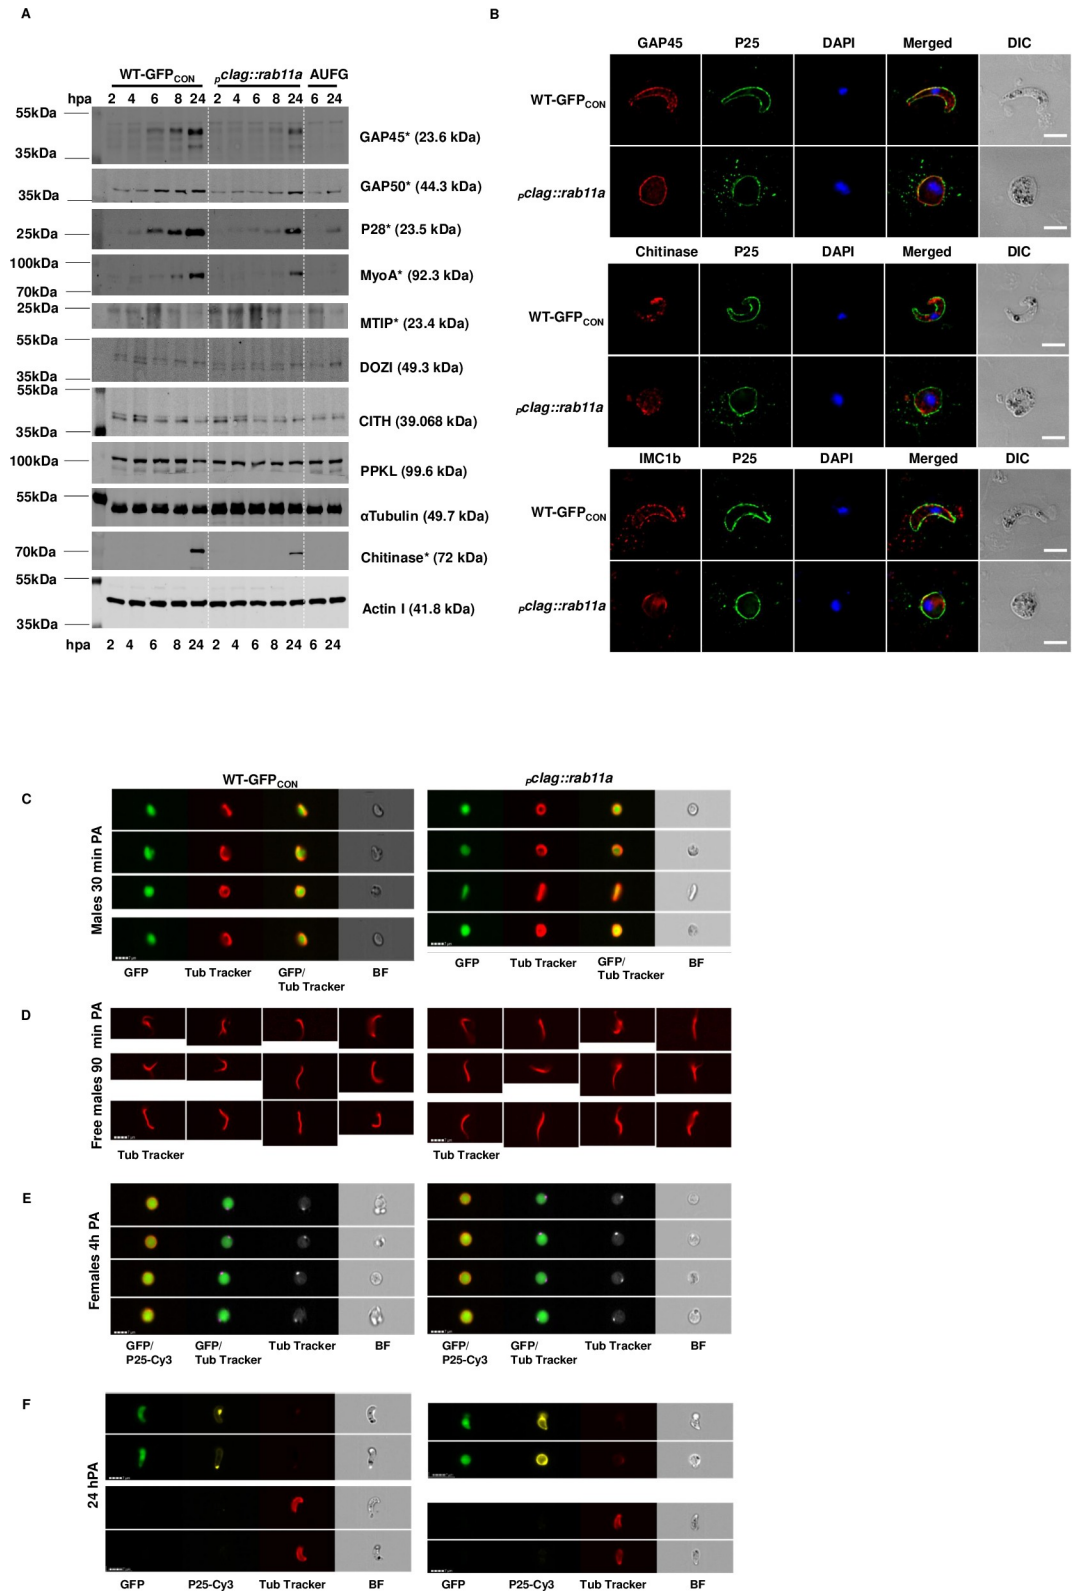 A
WT-GFPCON pclag::rab11a AUFG
hpa 2 4 6 8 24 2 4 6 8 24 6 24
55kDa
GAP45* (23.6 kDa)
35kDa
GAP50* (44.3 kDa)
35kDa
P28* (23.5 kDa)
25kDa
100kDa
MyoA* (92.3 kDa)
70kDa
25kDa
MTIP* (23.4 kDa)
55kDa
DOZI (49.3 kDa)
35kDa
55kDa
CITH (39.068 kDa)
35kDa
100kDa
PPKL (99.6 kDa)
55kDa
αTubulin (49.7 kDa)
70kDa
Chitinase* (72 kDa)
55kDa
Actin I (41.8 kDa)
35kDa
hpa 2 4 6 8 24 2 4 6 8 24 6 24
B
GAP45 P25 DAPI Merged DIC
WT-GFPCON
pclag::rab11a
Chitinase P25 DAPI Merged DIC
WT-GFPCON
pclag::rab11a
IMC1b P25 DAPI Merged DIC
WT-GFPCON
pclag::rab11a
WT-GFPCON pclag::rab11a
C
Males 30 min PA
GFP Tub Tracker GFP/ Tub Tracker BF
GFP Tub Tracker GFP/ Tub Tracker BF
D
Free males 90 min PA
Tub Tracker
Tub Tracker
E
Females 4h PA
GFP/ P25-Cy3 GFP/ Tub Tracker Tub Tracker BF
GFP/ P25-Cy3 GFP/ Tub Tracker Tub Tracker BF
F
24 hPA
GFP P25-Cy3 Tub Tracker BF
GFP P25-Cy3 Tub Tracker BF